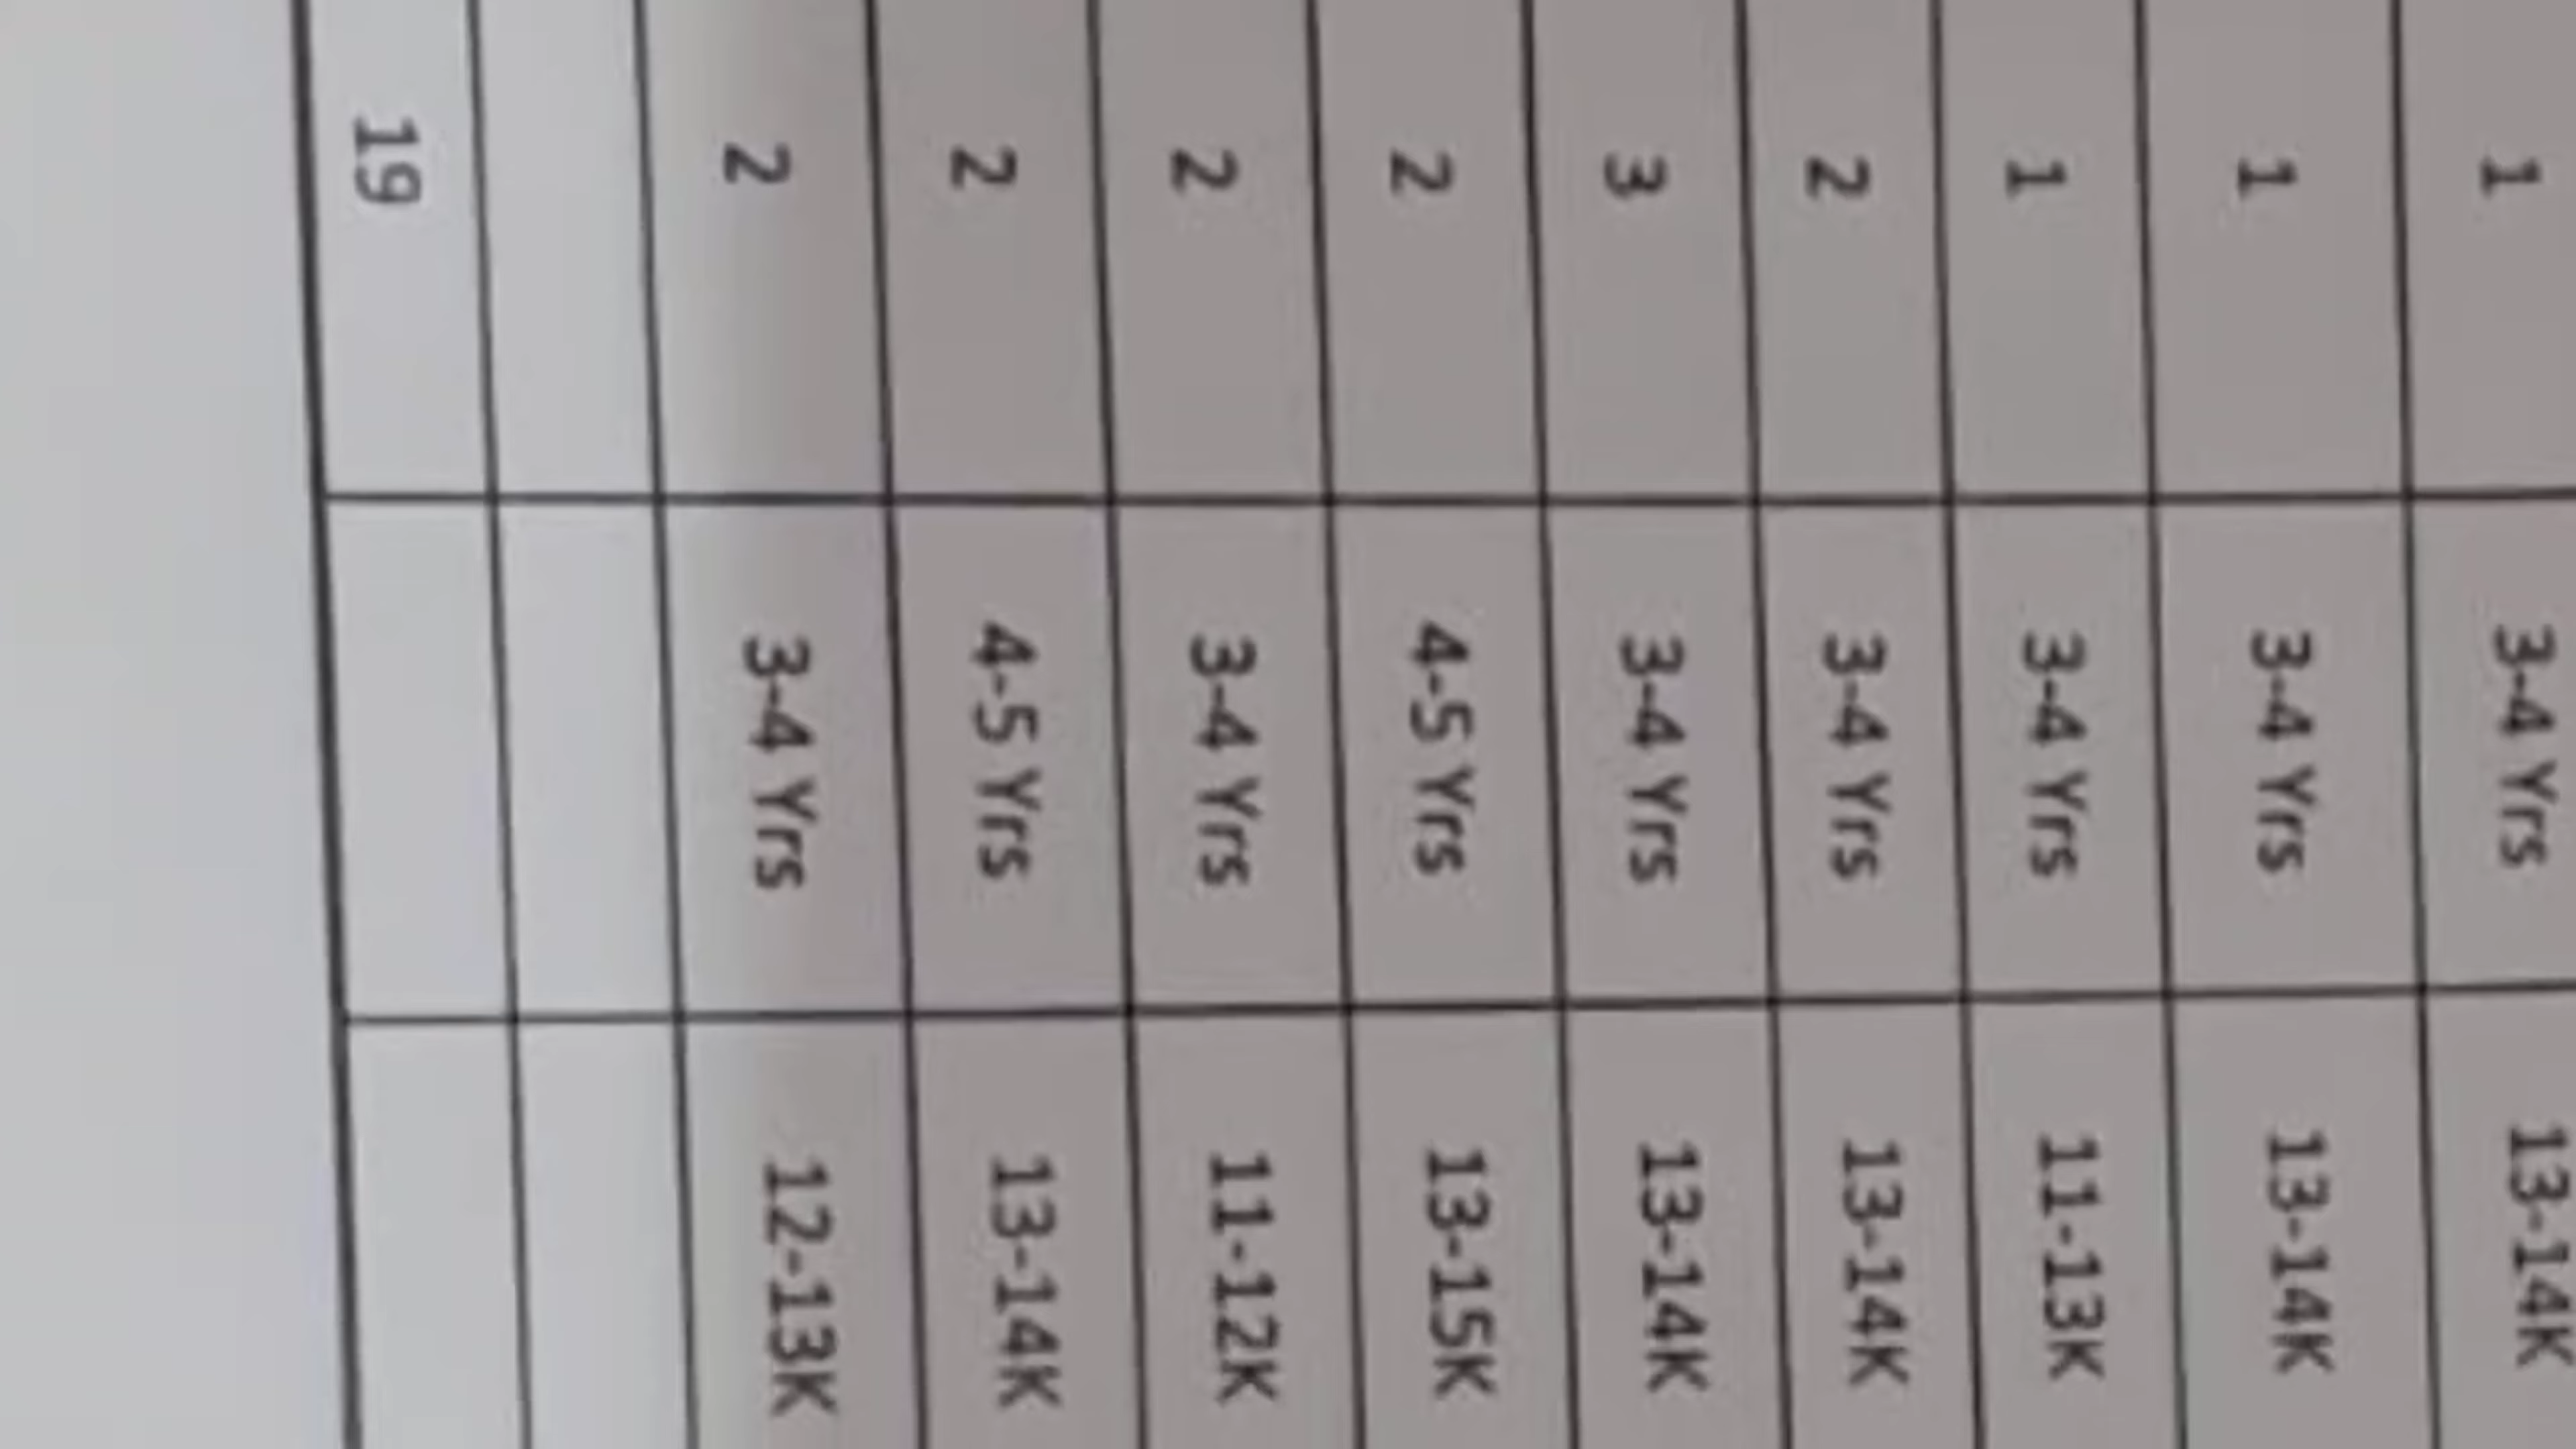 1 3-4 Yrs 13-14K
1 3-4 Yrs 13-14K
1 3-4 Yrs 11-13K
2 3-4 Yrs 13-14K
3 3-4 Yrs 13-14K
2 4-5 Yrs 13-15K
2 3-4 Yrs 11-12K
2 4-5 Yrs 13-14K
2 3-4 Yrs 12-13K
19